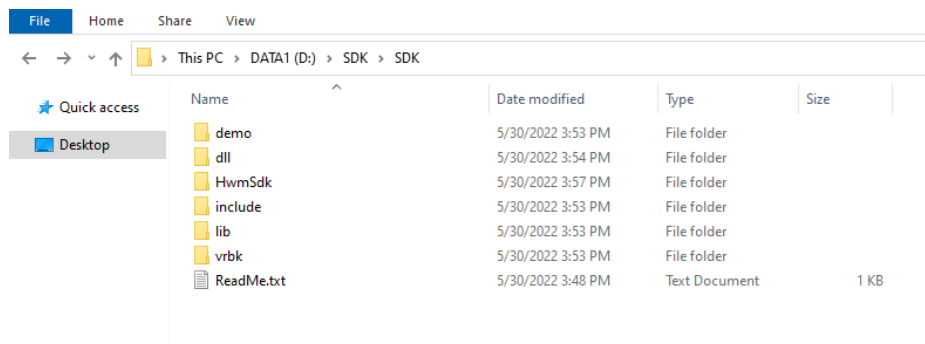 File Home Share View
This PC > DATA1 (D:) > SDK > SDK
Name Date modified Type Size
Quick access
Desktop
demo 5/30/2022 3:53 PM File folder
dll 5/30/2022 3:54 PM File folder
HwmSdk 5/30/2022 3:57 PM File folder
include 5/30/2022 3:53 PM File folder
lib 5/30/2022 3:53 PM File folder
vrbk 5/30/2022 3:53 PM File folder
ReadMe.txt 5/30/2022 3:48 PM Text Document 1 KB